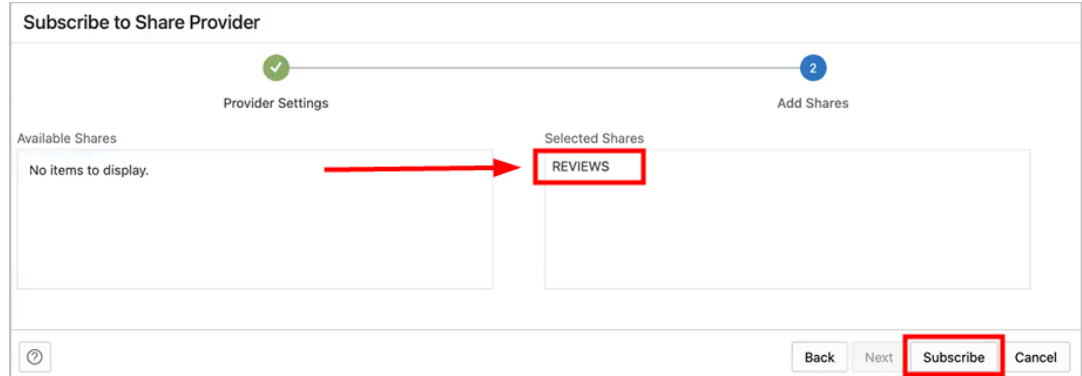 Subscribe to Share Provider
2
Provider Settings
Add Shares
Available Shares
Selected Shares
No items to display.
REVIEWS
?
Back
Next
Subscribe
Cancel